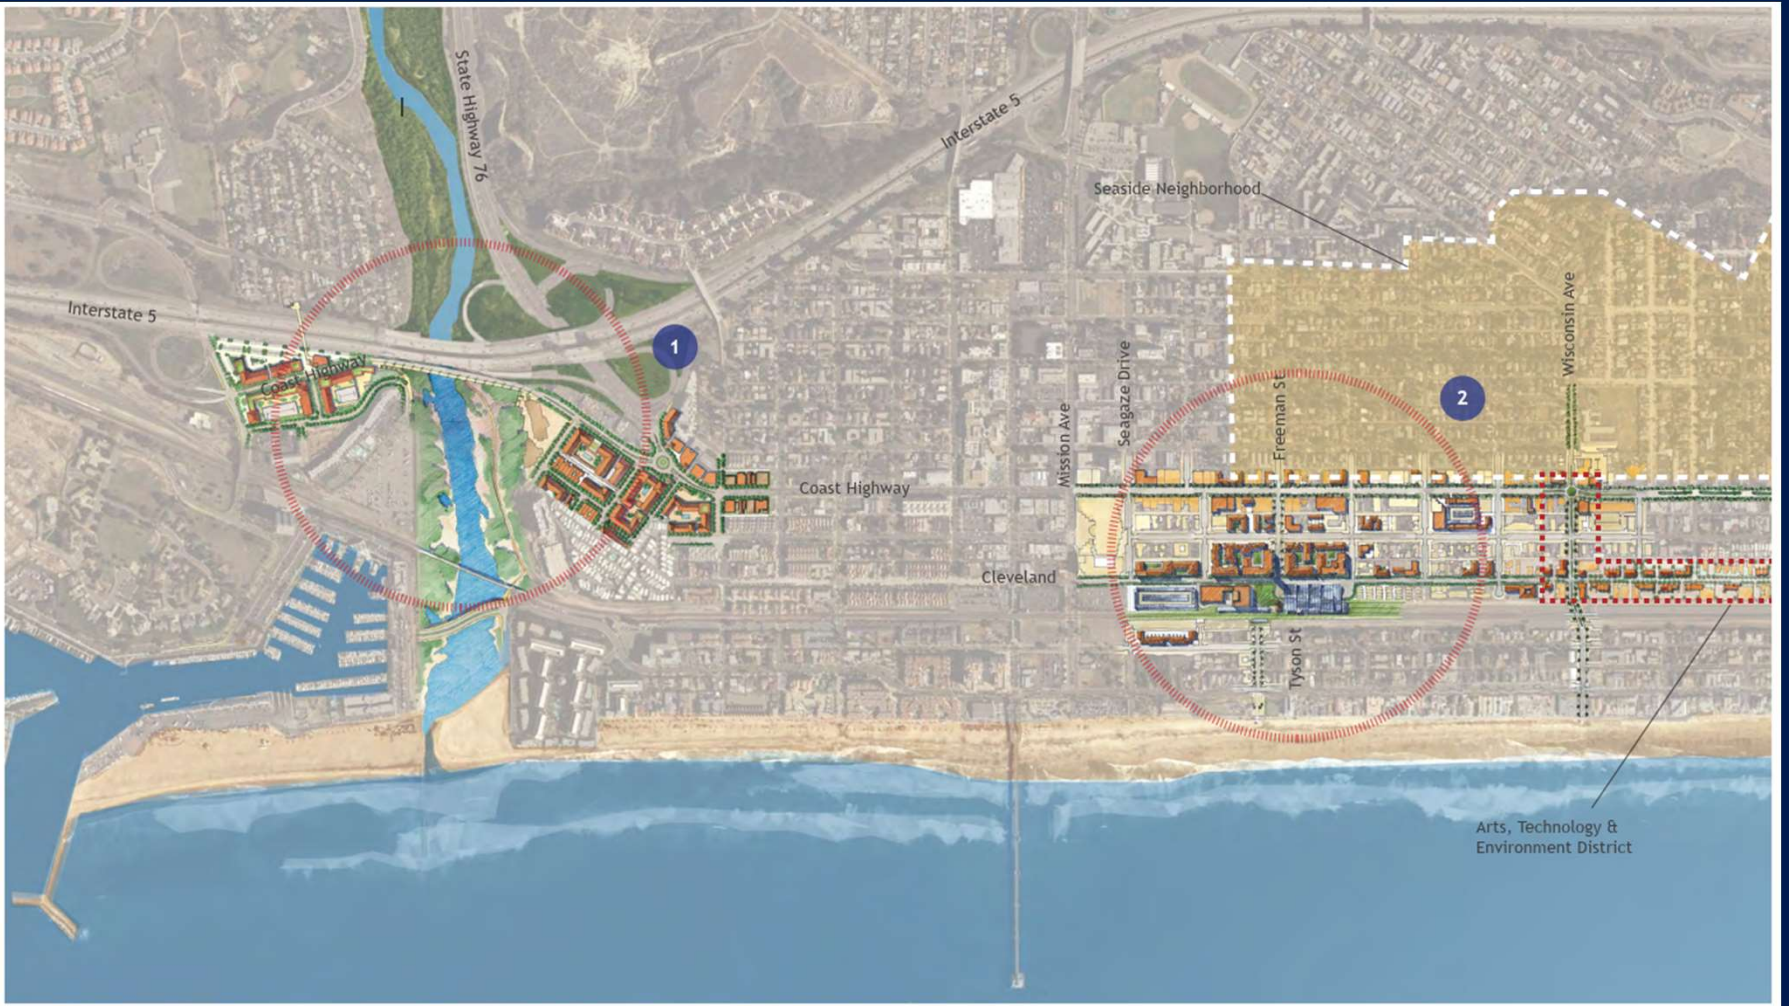 State Highway 76
Interstate 5
Seaside Neighborhood
Interstate 5
1
Wisconsin Ave
Coast Highway
Seagaze Drive
Freeman St
2
Mission Ave
Coast Highway
Cleveland
Tyson St
Arts, Technology &
Environment District